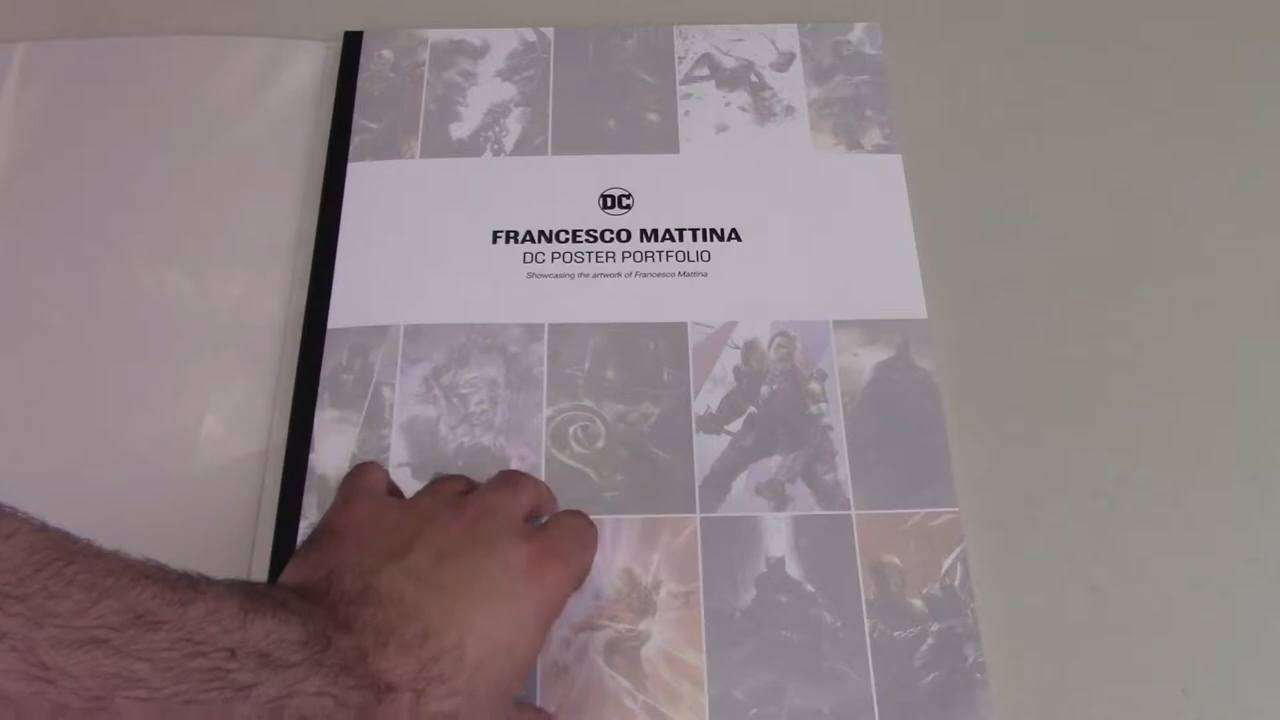 DC
FRANCESCO MATTINA
DC POSTER PORTFOLIO
Showcasing the artwork of Francesco Mattina